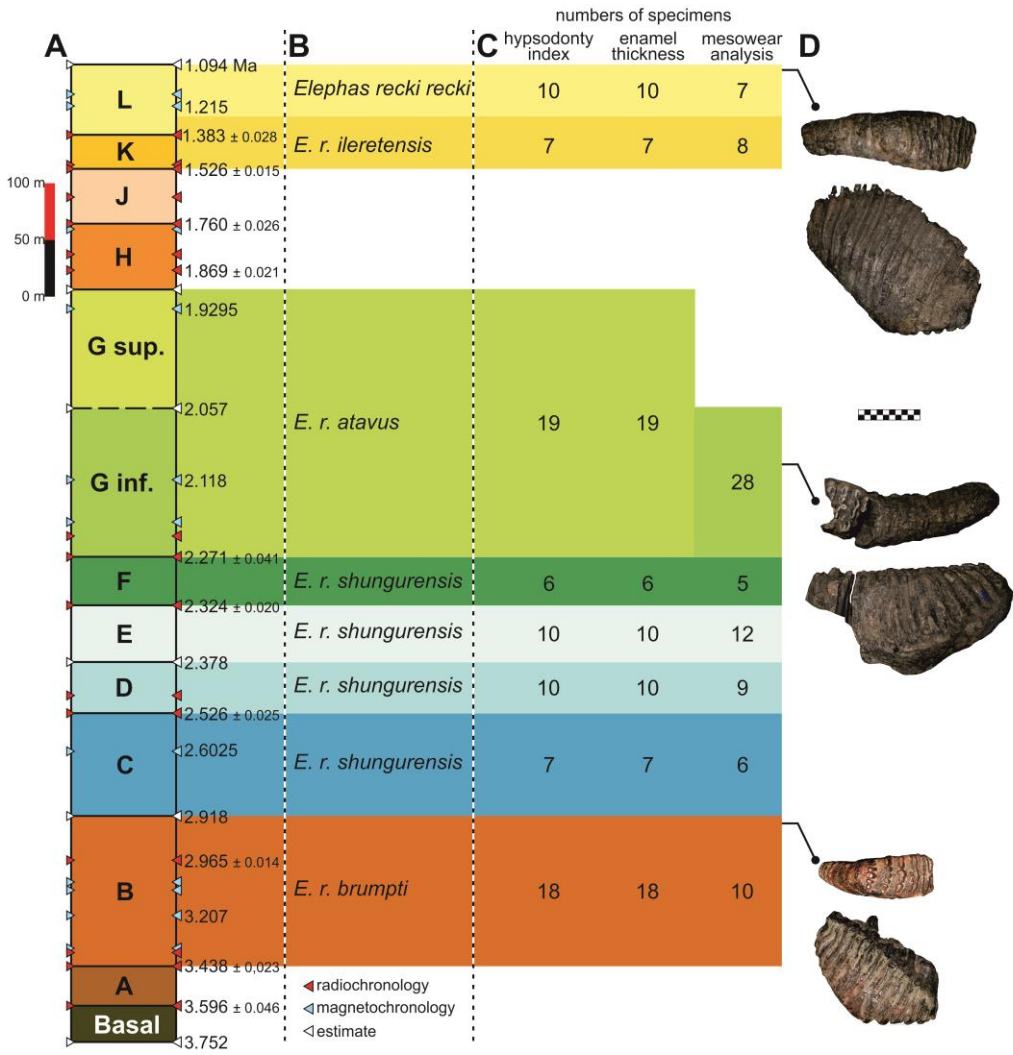 A
B
C
D
numbers of specimens
hypsodonty index
enamel thickness
mesowear analysis
1.094 Ma
L
1.215
Elephas recki recki
10
10
7
1.383 ± 0.028
K
E. r. ileretensis
7
7
8
1.526 ± 0.015
100 m
J
50 m
1.760 ± 0.026
H
1.869 ± 0.021
0 m
1.9295
G sup.
2.057
E. r. atavus
19
19
G inf.
2.118
28
2.271 ± 0.041
F
E. r. shungurensis
6
6
5
2.324 ± 0.020
E
E. r. shungurensis
10
10
12
2.378
D
E. r. shungurensis
10
10
9
2.526 ± 0.025
2.6025
C
E. r. shungurensis
7
7
6
2.918
2.965 ± 0.014
B
E. r. brumpti
18
18
10
3.207
3.438 ± 0,023
A
3.596 ± 0.046
Basal
3.752
radiochronology
magnetochronology
estimate